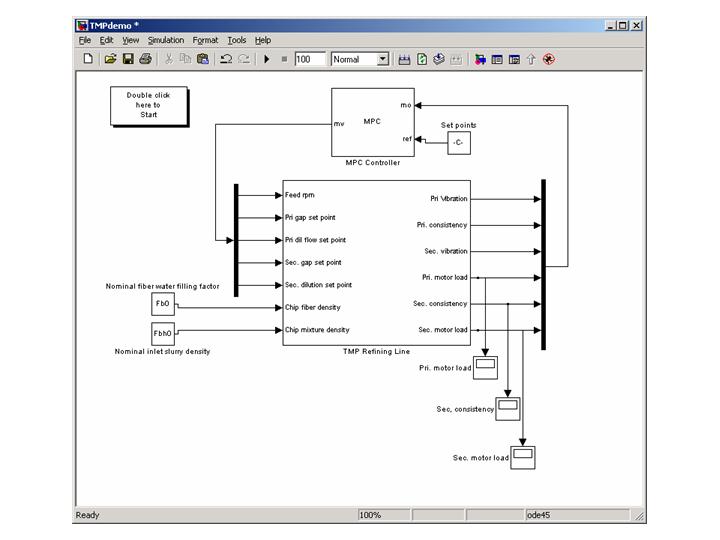 TMPdemo *
File Edit View Simulation Format Tools Help
100 Normal
Double click
here to
Start
mo
mv
MPC
ref
Set points
-C-
MPC Controller
Feed rpm
Pri gap set point
Pri dil flow set point
Sec. gap set point
Sec. dilution set point
Chip fiber density
Chip mixture density
Pri Vibration
Pri. consistency
Sec. vibration
Pri. motor load
Sec. consistency
Sec. motor load
TMP Refining Line
Nominal fiber water filling factor
Fb0
Fbh0
Nominal inlet slurry density
Pri. motor load
Sec, consistency
Sec. motor load
Ready 100% ode45